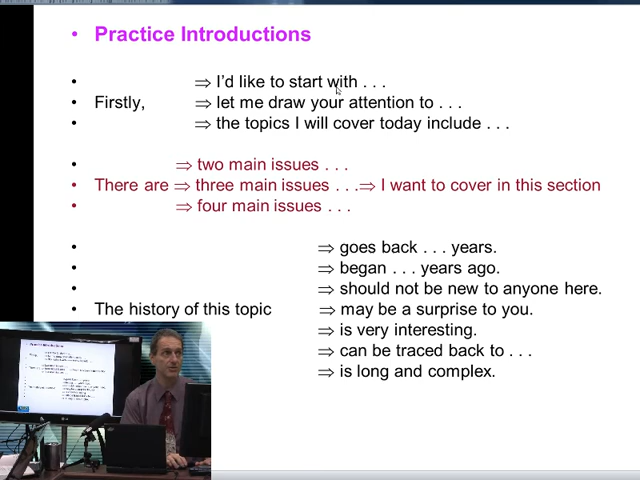 • Practice Introductions
• ⇒ I'd like to start with . . .
• Firstly, ⇒ let me draw your attention to . . .
• ⇒ the topics I will cover today include . . .
• ⇒ two main issues . . .
• There are ⇒ three main issues . . .⇒ I want to cover in this section
• ⇒ four main issues . . .
• ⇒ goes back . . . years.
• ⇒ began . . . years ago.
• ⇒ should not be new to anyone here.
The history of this topic ⇒ may be a surprise to you.
⇒ is very interesting.
⇒ can be traced back to . . .
⇒ is long and complex.
Practice Introductions